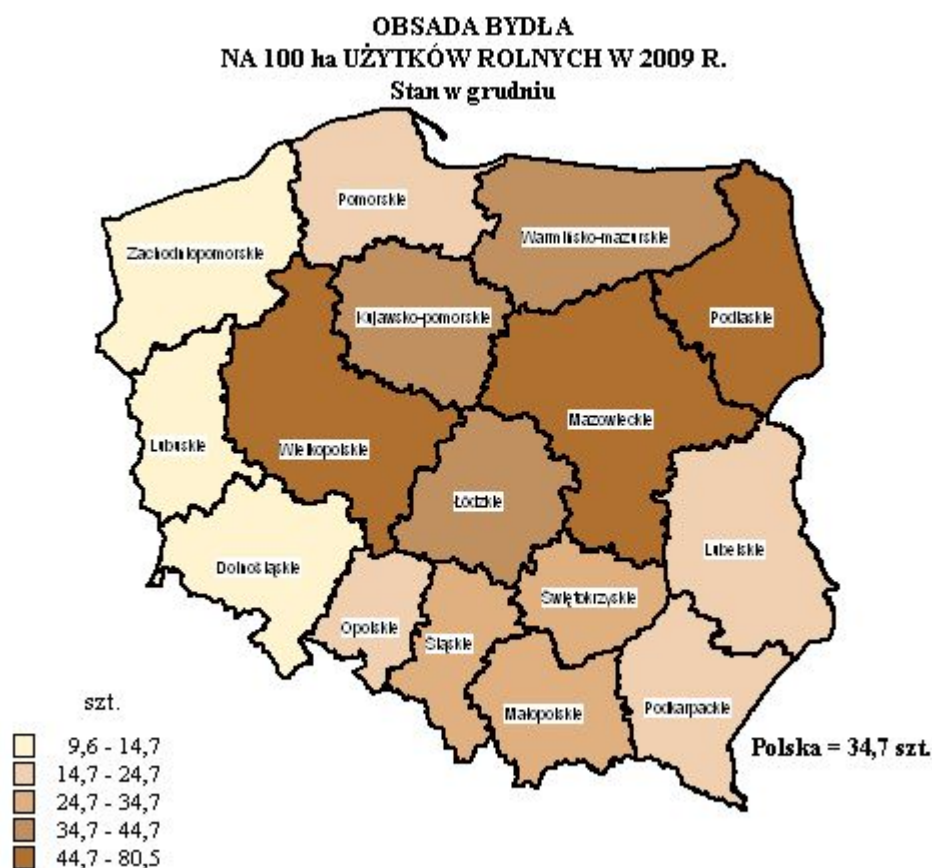 OBSADA BYDŁA
NA 100 ha UŻYTKÓW ROLNYCH W 2009 R.
Stan w grudniu
Pomorskie
Warmińsko-mazurskie
Zachodniopomorskie
Kujawsko-pomorskie
Podlaskie
Mazowieckie
Lubuskie
Wielkopolskie
Łódzkie
Lubelskie
Dolnośląskie
Świętokrzyskie
Opolskie
Śląskie
Małopolskie
Podkarpackie
szt.
Polska = 34,7 szt.
9,6 - 14,7
14,7 - 24,7
24,7 - 34,7
34,7 - 44,7
44,7 - 80,5